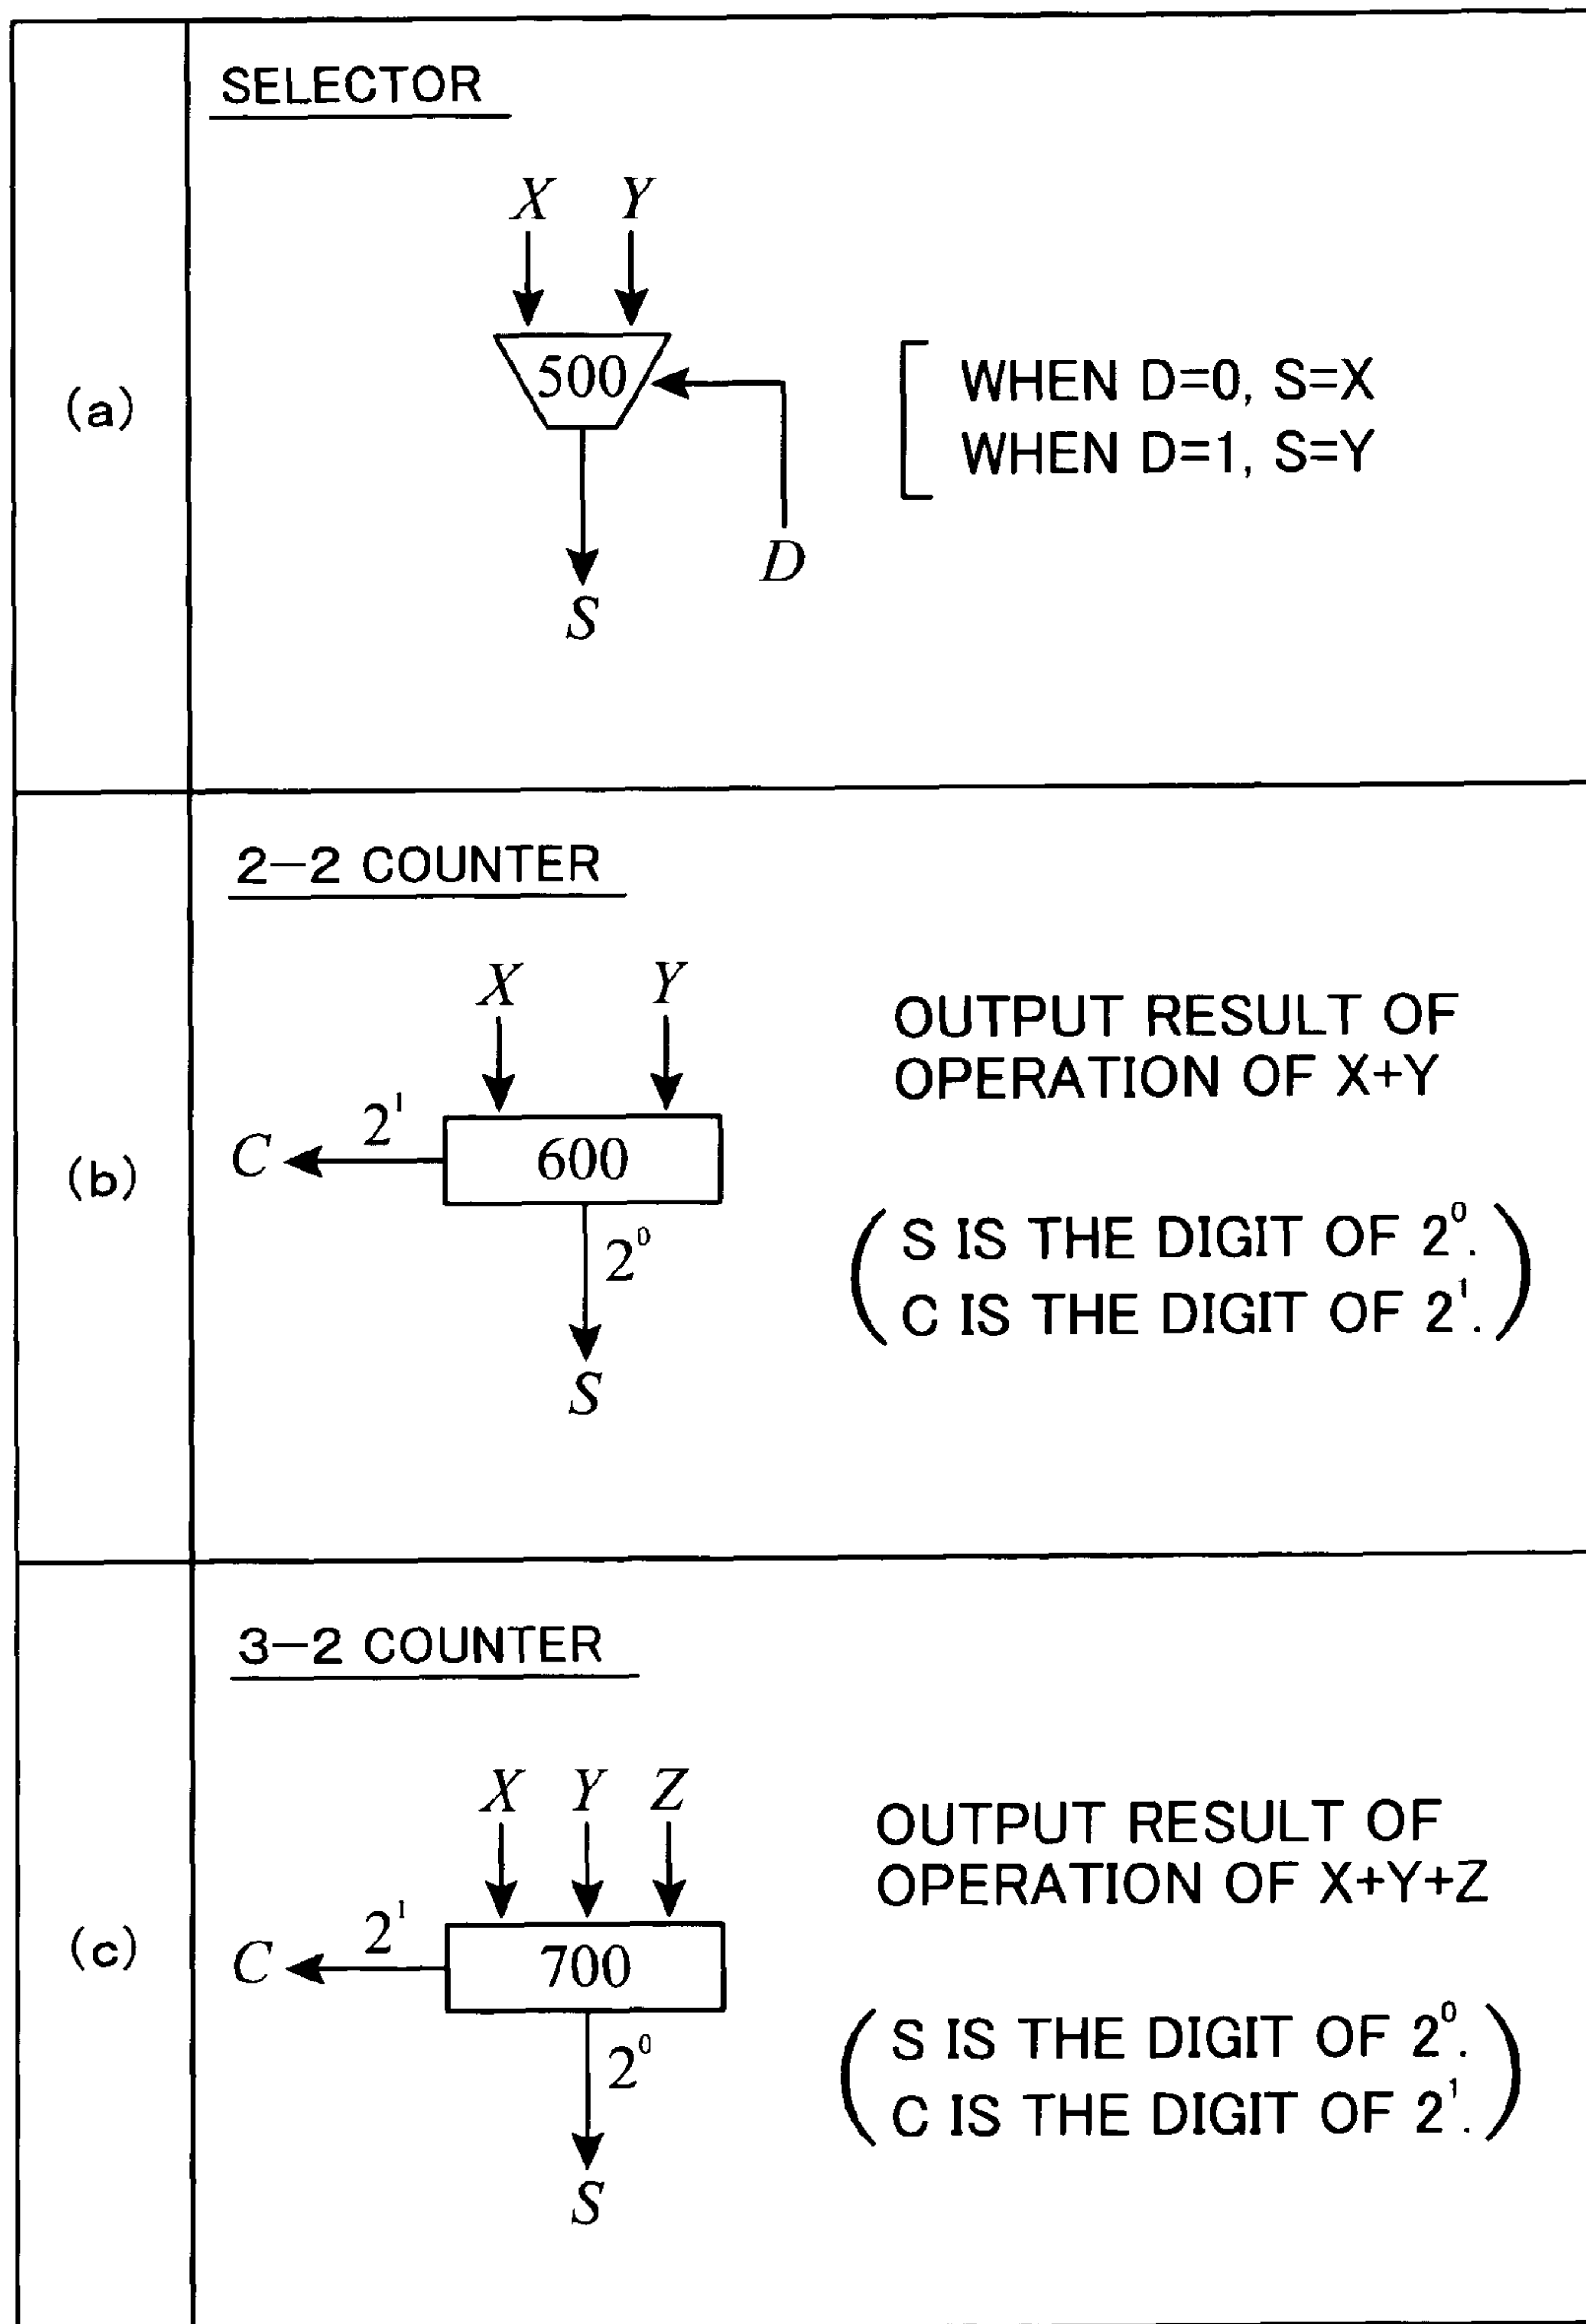 (a)
SELECTOR
X Y
500
D
S
WHEN D=0, S=X
WHEN D=1, S=Y
(b)
2-2 COUNTER
X Y
C 2¹ 600
2⁰
S
OUTPUT RESULT OF
OPERATION OF X+Y
( S IS THE DIGIT OF 2⁰.
C IS THE DIGIT OF 2¹. )
(c)
3-2 COUNTER
X Y Z
C 2¹ 700
2⁰
S
OUTPUT RESULT OF
OPERATION OF X+Y+Z
( S IS THE DIGIT OF 2⁰.
C IS THE DIGIT OF 2¹. )